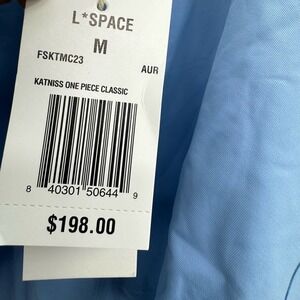 L*SPACE
M
FSKTMC23
AUR
KATNISS ONE PIECE CLASSIC
8 40301 50644 9
$198.00